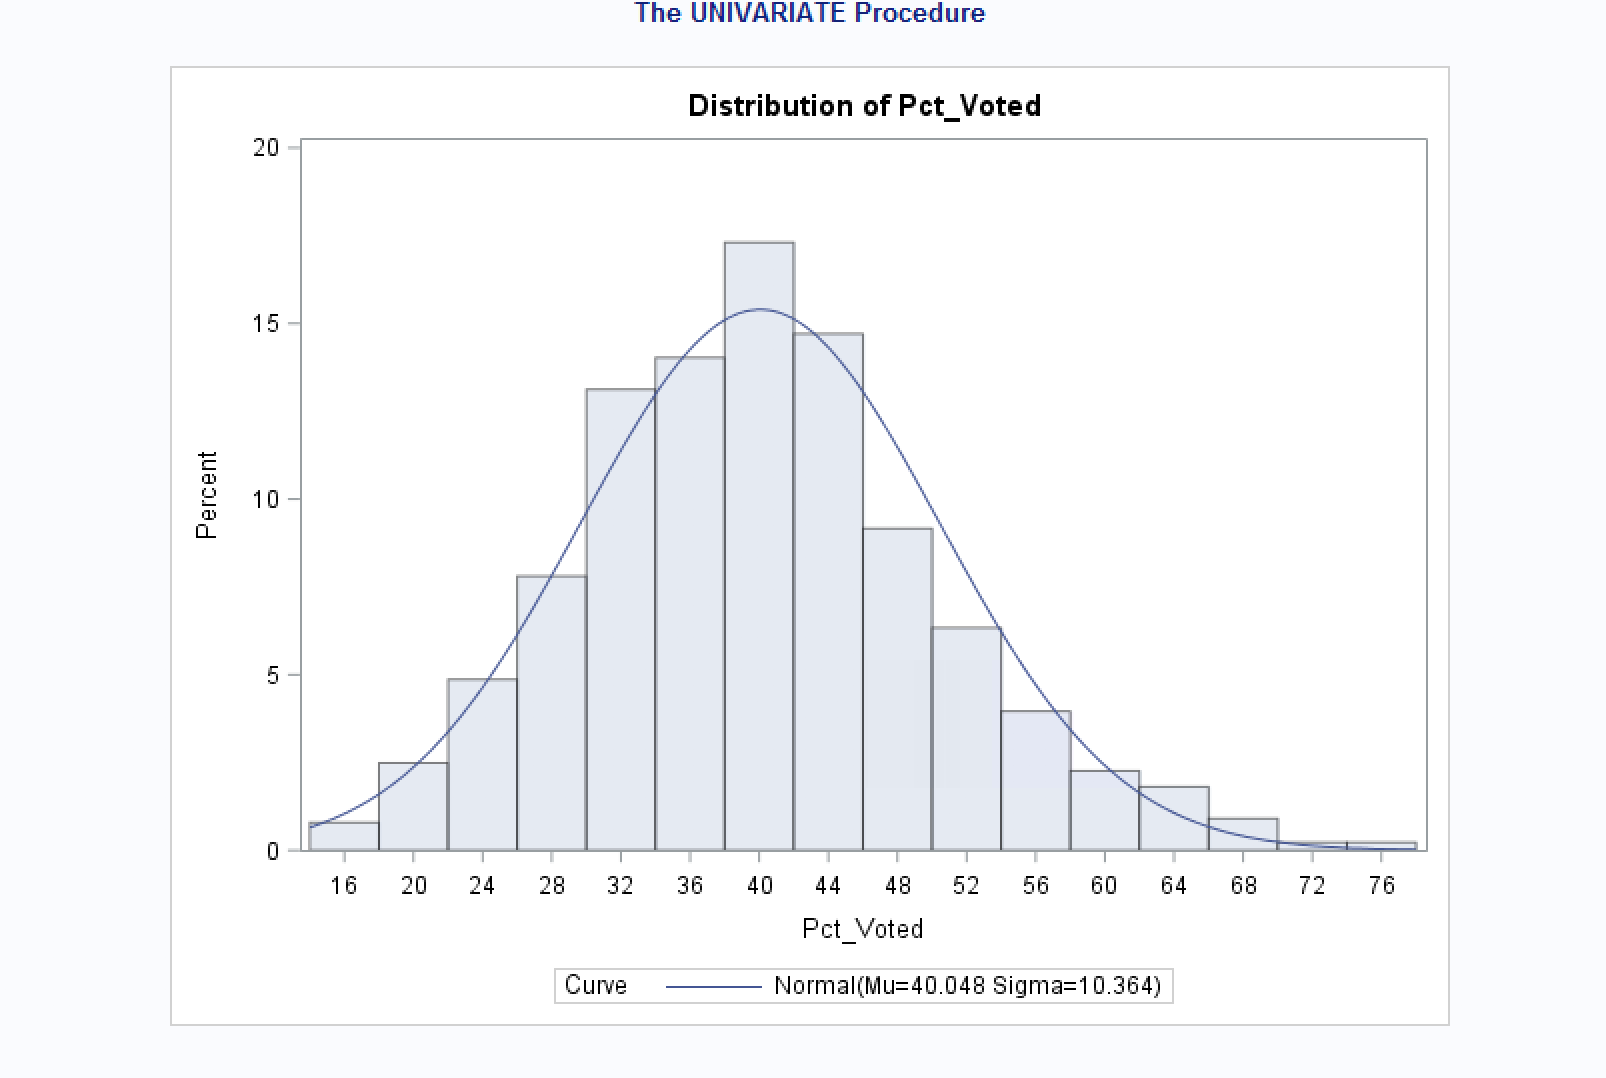 The UNIVARIATE Procedure
Distribution of Pct_Voted
20
15
10
5
0
Percent
16 20 24 28 32 36 40 44 48 52 56 60 64 68 72 76
Pct_Voted
Curve Normal(Mu=40.048 Sigma=10.364)